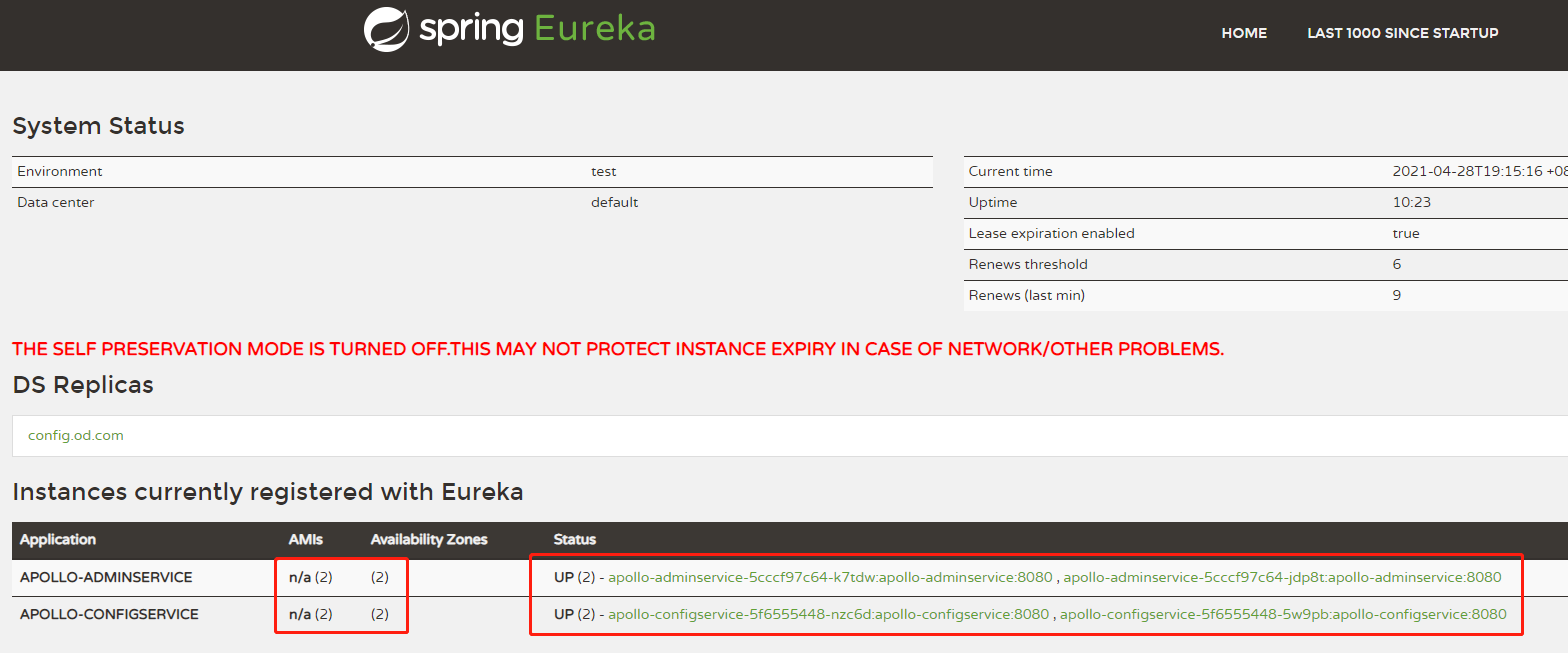 spring Eureka HOME LAST 1000 SINCE STARTUP
System Status
Environment test Current time 2021-04-28T19:15:16 +08
Data center default Uptime 10:23
Lease expiration enabled true
Renews threshold 6
Renews (last min) 9
THE SELF PRESERVATION MODE IS TURNED OFF.THIS MAY NOT PROTECT INSTANCE EXPIRY IN CASE OF NETWORK/OTHER PROBLEMS.
DS Replicas
config.od.com
Instances currently registered with Eureka
Application AMIs Availability Zones Status
APOLLO-ADMINSERVICE n/a (2) (2) UP (2) - apollo-adminservice-5cccf97c64-k7tdw:apollo-adminservice:8080 , apollo-adminservice-5cccf97c64-jdp8t:apollo-adminservice:8080
APOLLO-CONFIGSERVICE n/a (2) (2) UP (2) - apollo-configservice-5f6555448-nzc6d:apollo-configservice:8080 , apollo-configservice-5f6555448-5w9pb:apollo-configservice:8080